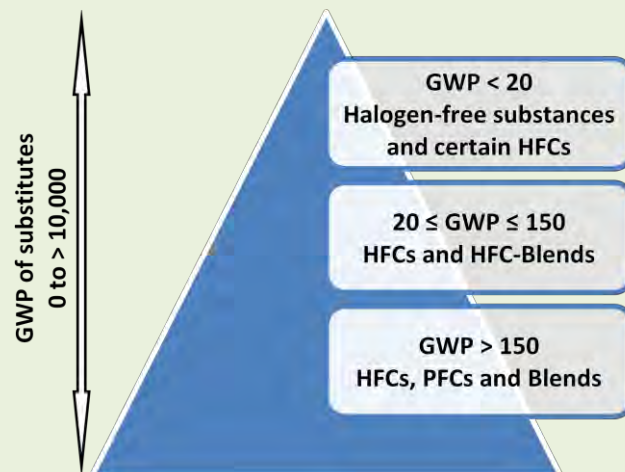 GWP of substitutes
0 to > 10,000
GWP < 20
Halogen-free substances
and certain HFCs
20 ≤ GWP ≤ 150
HFCs and HFC-Blends
GWP > 150
HFCs, PFCs and Blends